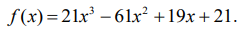 f(x) = 21x³ − 61x² + 19x + 21.